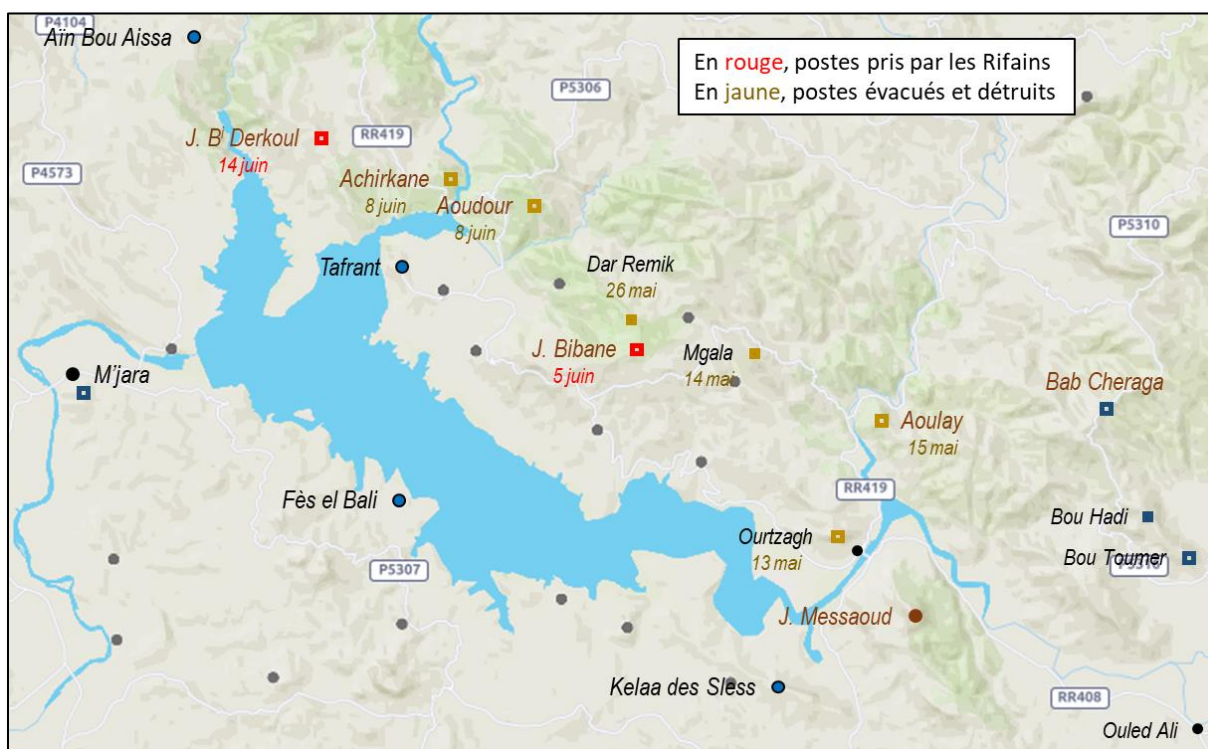 P4104
Aïn Bou Aissa
En rouge, postes pris par les Rifains
En jaune, postes évacués et détruits
P5306
J. B Derkoul
14 juin
RR419
P4573
Achirkane
8 juin
Aoudour
8 juin
P5310
Tafrant
Dar Remik
26 mai
J. Bibane
5 juin
Mgala
14 mai
M'jara
Bab Cheraga
Aoulay
15 mai
RR419
Fès el Bali
Bou Hadi
Ourtzagh
13 mai
Bou Toumer
P5307
J. Messaoud
Kelaa des Sless
RR408
Ouled Ali